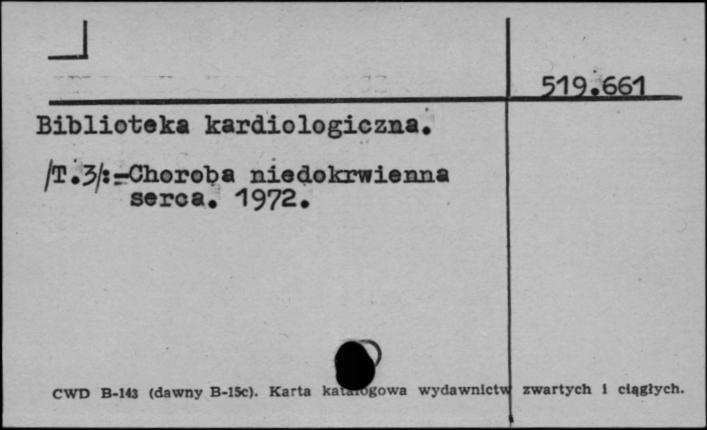 519.661
Biblioteka kardiologiczna.
/T.3/:-Choroba niedokrwienna
serca. 1972.
CWD B-143 (dawny B-15c). Karta katalogowa wydawnictw zwartych i ciągłych.